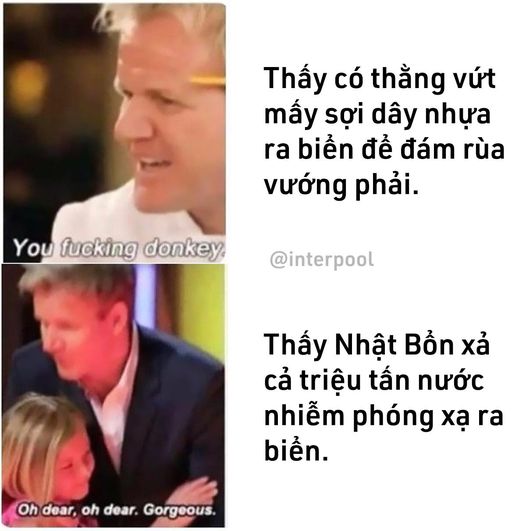 You fucking donkey.
Thấy có thằng vứt
mấy sợi dây nhựa
ra biển để đám rùa
vướng phải.
@interpool
Oh dear, oh dear. Gorgeous.
Thấy Nhật Bổn xả
cả triệu tấn nước
nhiễm phóng xạ ra
biển.